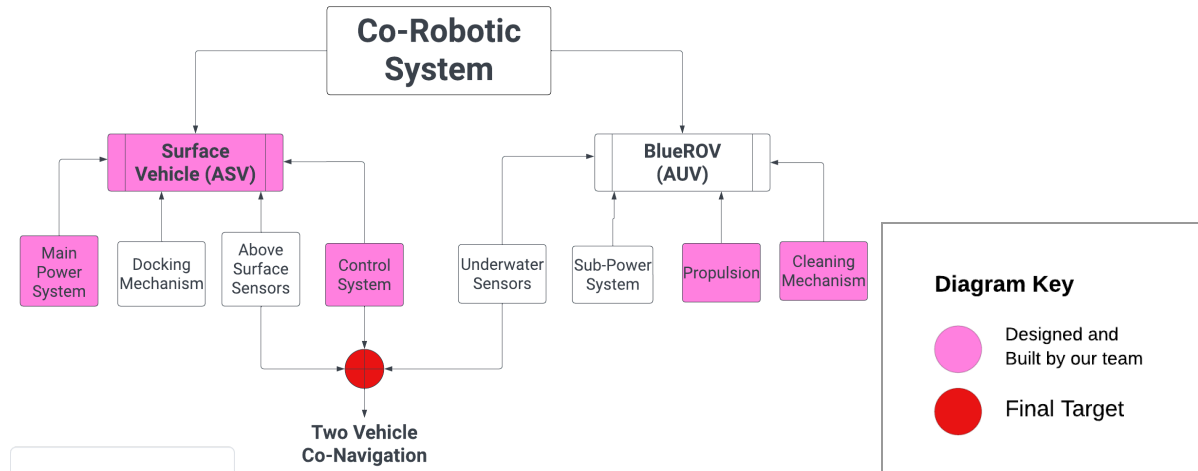 Co-Robotic
System
Surface
Vehicle (ASV)
BlueROV
(AUV)
Main
Power
System
Docking
Mechanism
Above
Surface
Sensors
Control
System
Underwater
Sensors
Sub-Power
System
Propulsion
Cleaning
Mechanism
Two Vehicle
Co-Navigation
Diagram Key
Designed and
Built by our team
Final Target